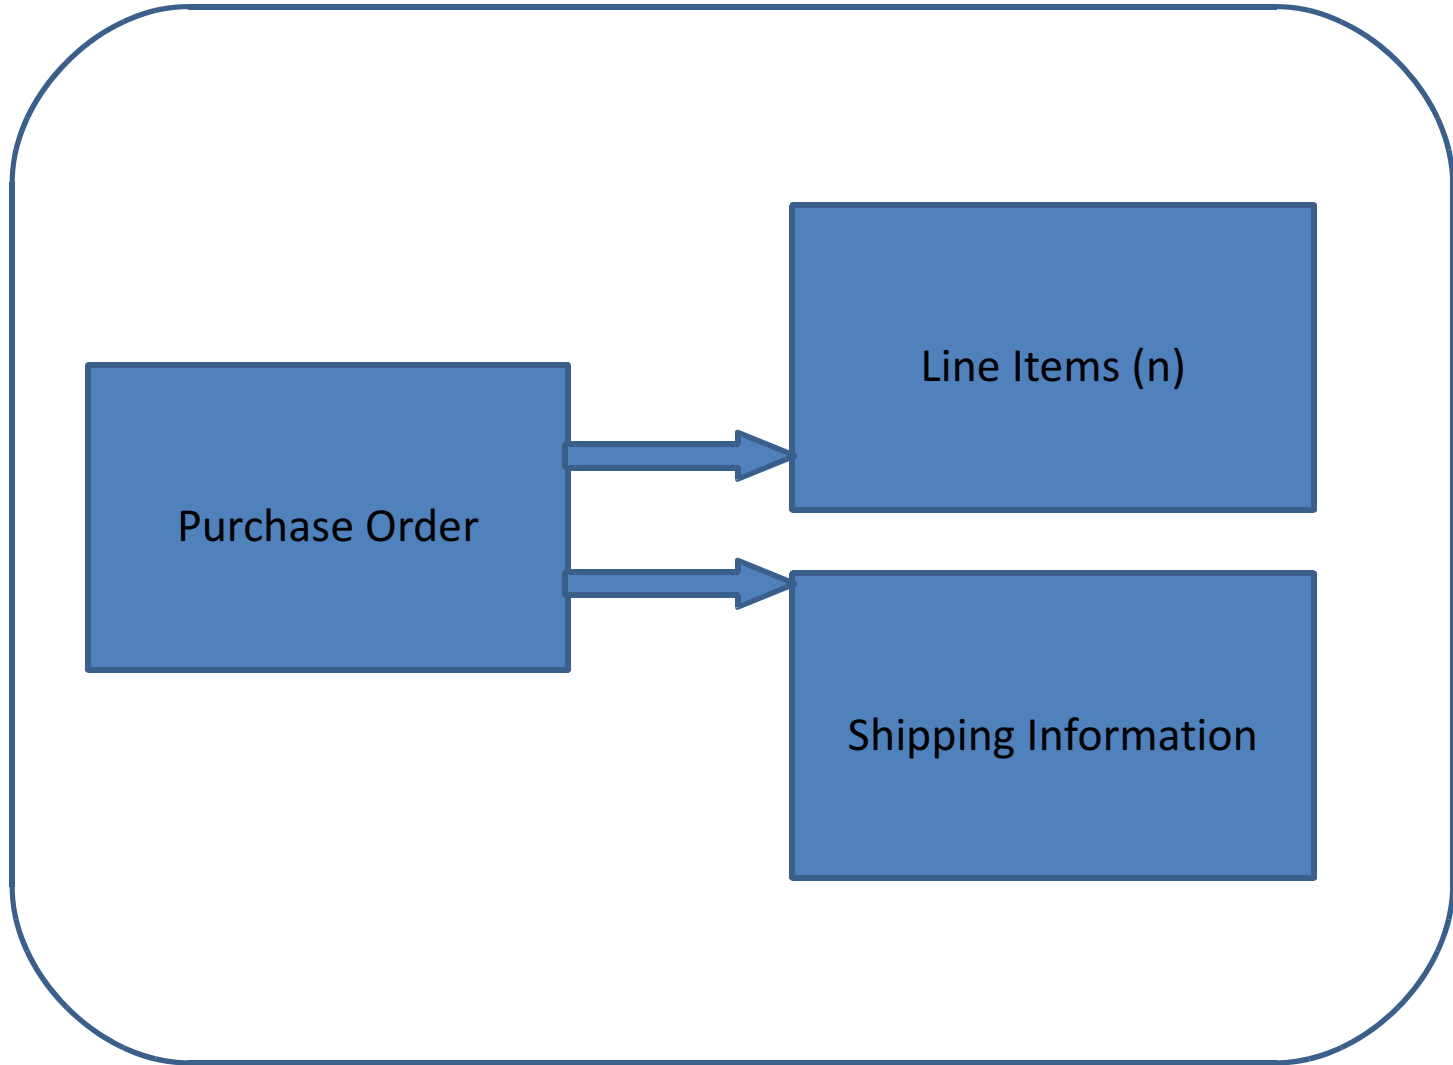 Line Items (n)
Purchase Order
Shipping Information